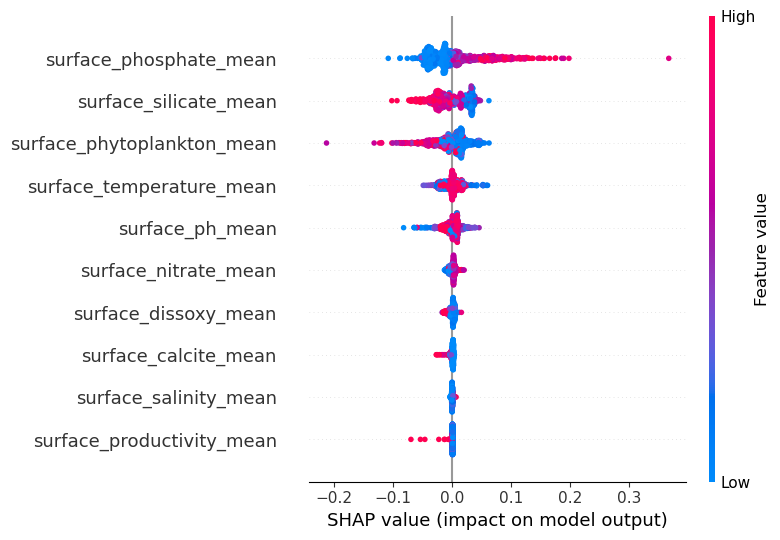 High
surface_phosphate_mean
surface_silicate_mean
surface_phytoplankton_mean
surface_temperature_mean
surface_ph_mean
surface_nitrate_mean
surface_dissoxy_mean
surface_calcite_mean
surface_salinity_mean
surface_productivity_mean
Feature value
Low
−0.2 −0.1 0.0 0.1 0.2 0.3
SHAP value (impact on model output)